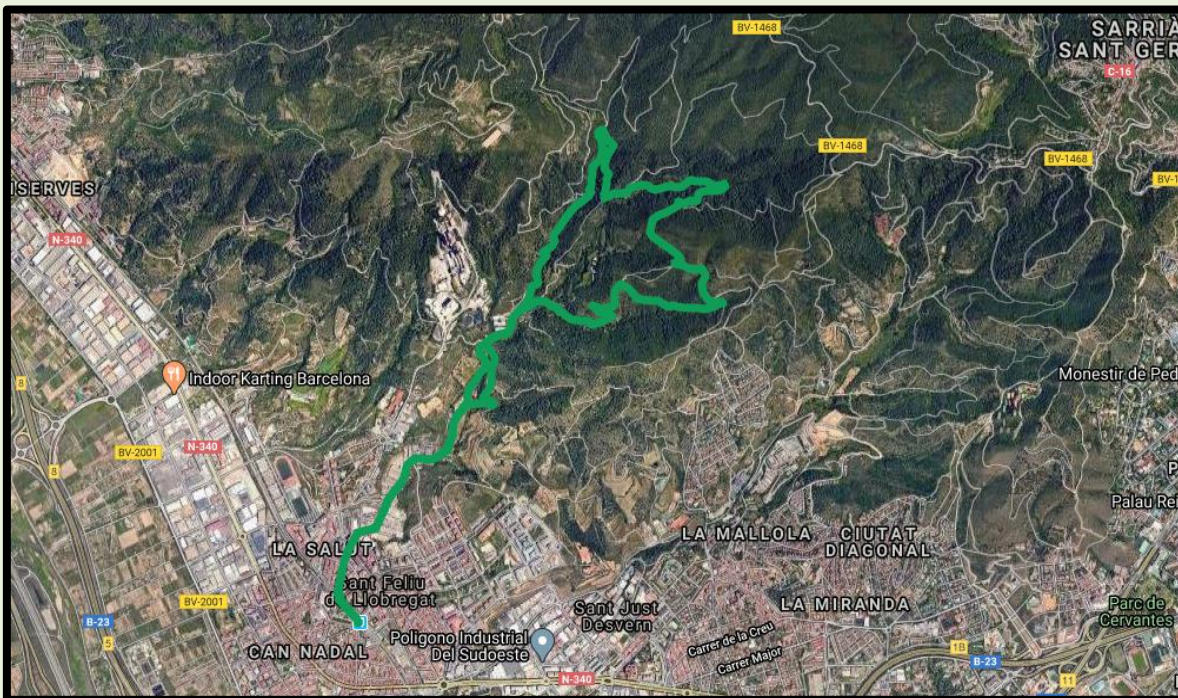 BV-1468
SARRIÀ
SANT GER
C-16
BV-1468
BV-1468
BV-1
ISERVES
N-340
Indoor Karting Barcelona
Monestir de Ped
8
8
BV-2001
N-340
P
Palau Rei
LA SALUT
LA MALLOLA
CIUTAT
DIAGONAL
Sant Feliu
de Llobregat
BV-2001
LA MIRANDA
Parc de
Cervantes
B-23
5
Sant Just
Desvern
Poligono Industrial
Del Sudoeste
Carrer de la Creu
Carrer Major
CAN NADAL
1B
B-23
N-340
11